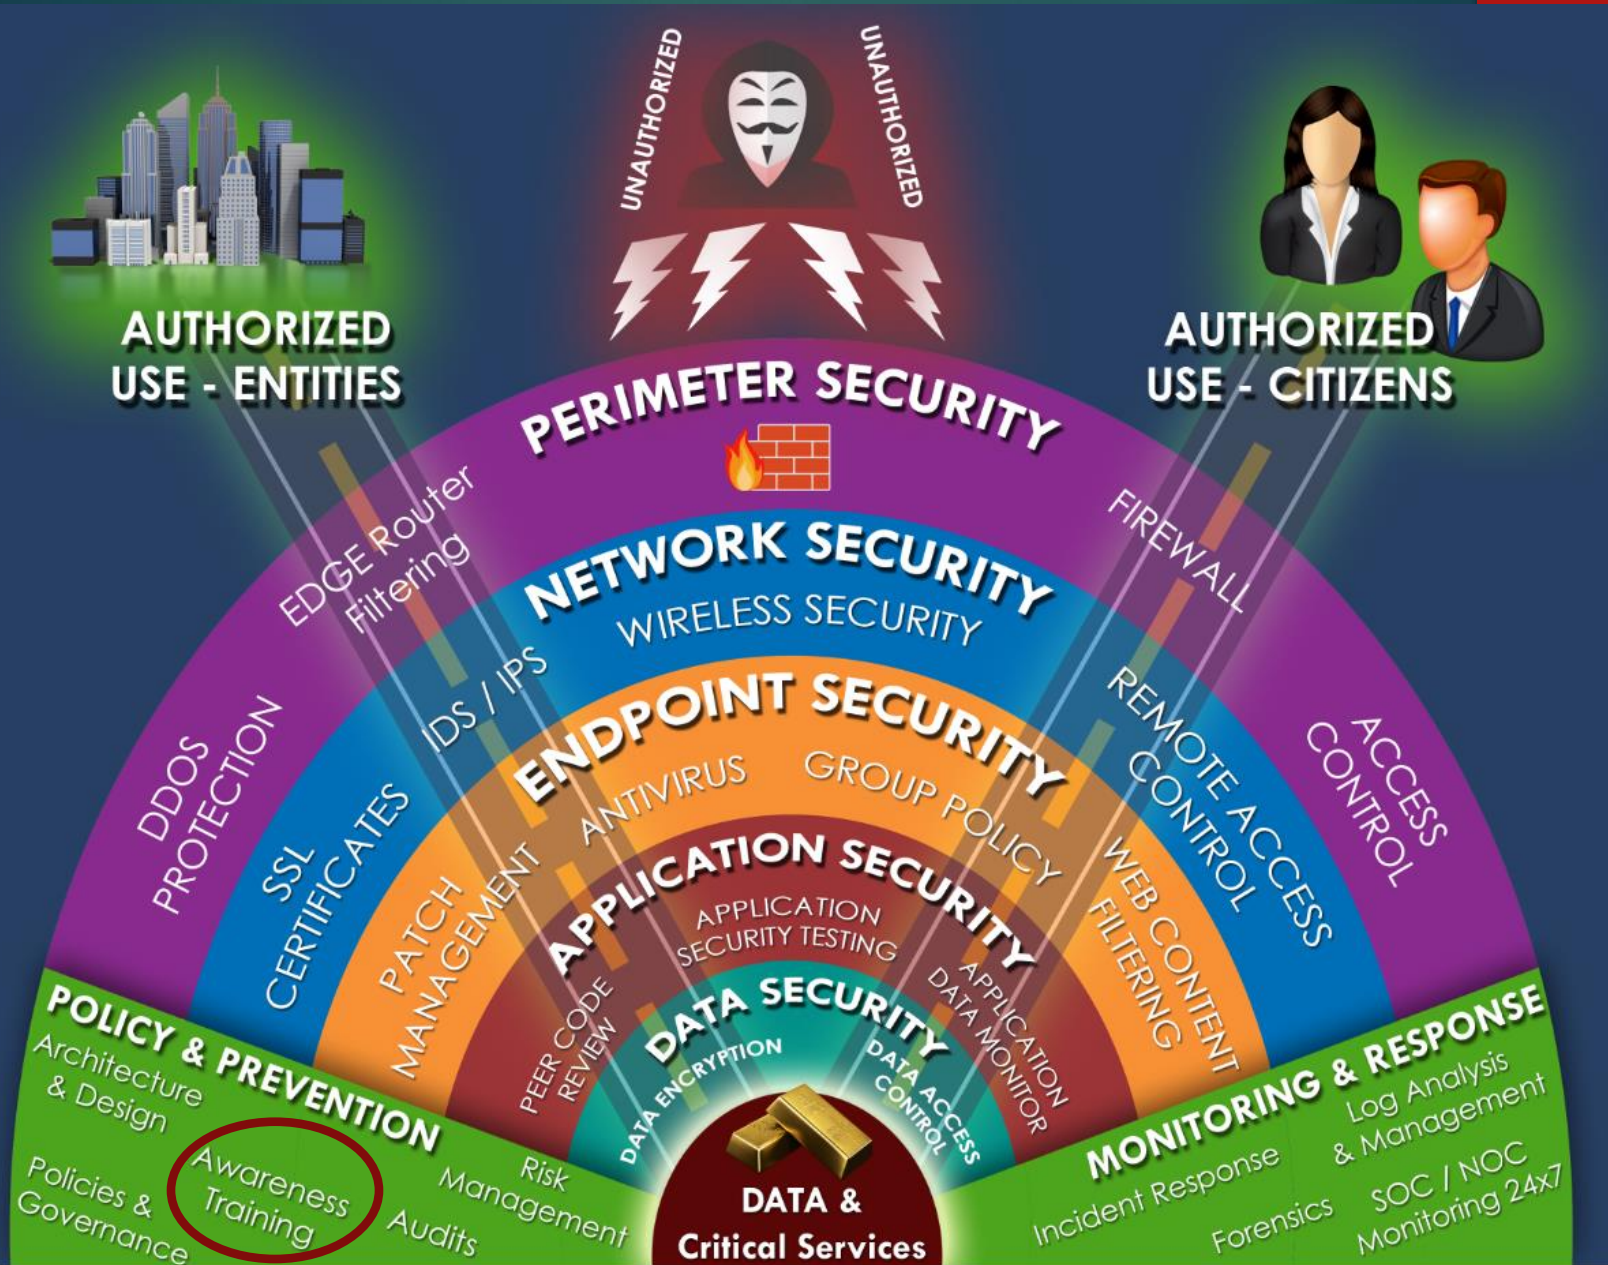 UNAUTHORIZED
UNAUTHORIZED
AUTHORIZED
USE - ENTITIES
AUTHORIZED
USE - CITIZENS
PERIMETER SECURITY
EDGE Router
Filtering
FIREWALL
DDOS
PROTECTION
ACCESS
CONTROL
NETWORK SECURITY
WIRELESS SECURITY
IDS / IPS
REMOTE ACCESS
CONTROL
SSL
CERTIFICATES
ENDPOINT SECURITY
ANTIVIRUS
GROUP POLICY
PATCH
MANAGEMENT
WEB CONTENT
FILTERING
APPLICATION SECURITY
APPLICATION
SECURITY TESTING
PEER CODE
REVIEW
APPLICATION
DATA MONITOR
DATA SECURITY
DATA ENCRYPTION
DATA ACCESS
CONTROL
POLICY & PREVENTION
Architecture
& Design
Policies &
Governance
Awareness
Training
Audits
Risk
Management
DATA &
Critical Services
MONITORING & RESPONSE
Log Analysis
& Management
Incident Response
Forensics
SOC / NOC
Monitoring 24x7